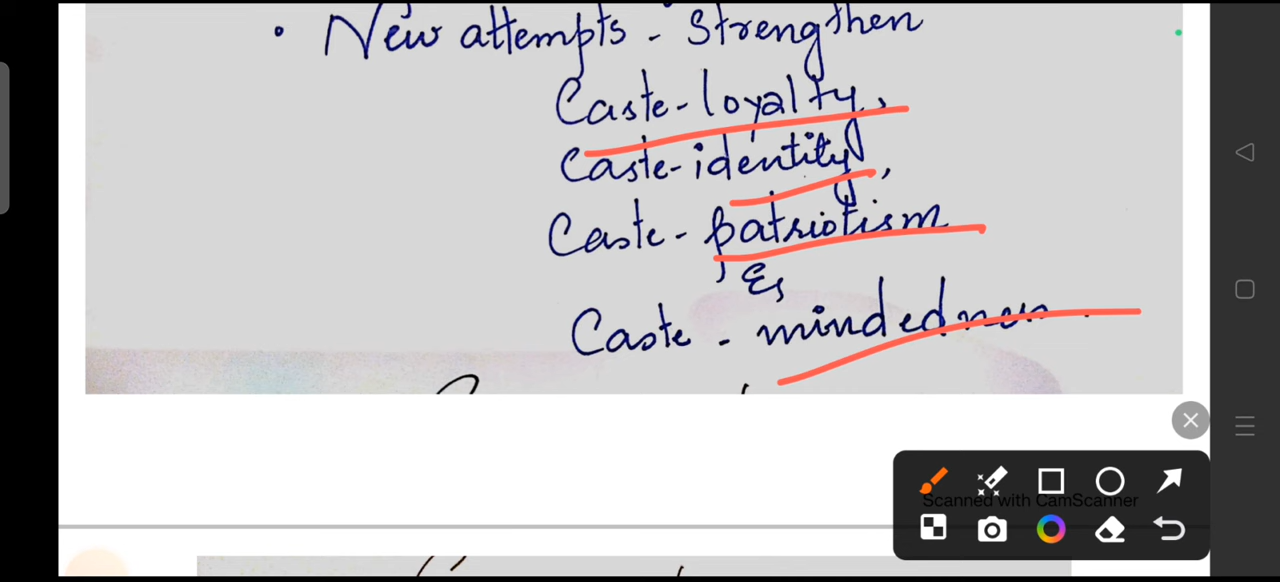 • New attempts - Strengthen
Caste - loyalty,
Caste - identity,
Caste - patriotism
&
Caste - mindedness.
Scanned with CamScanner